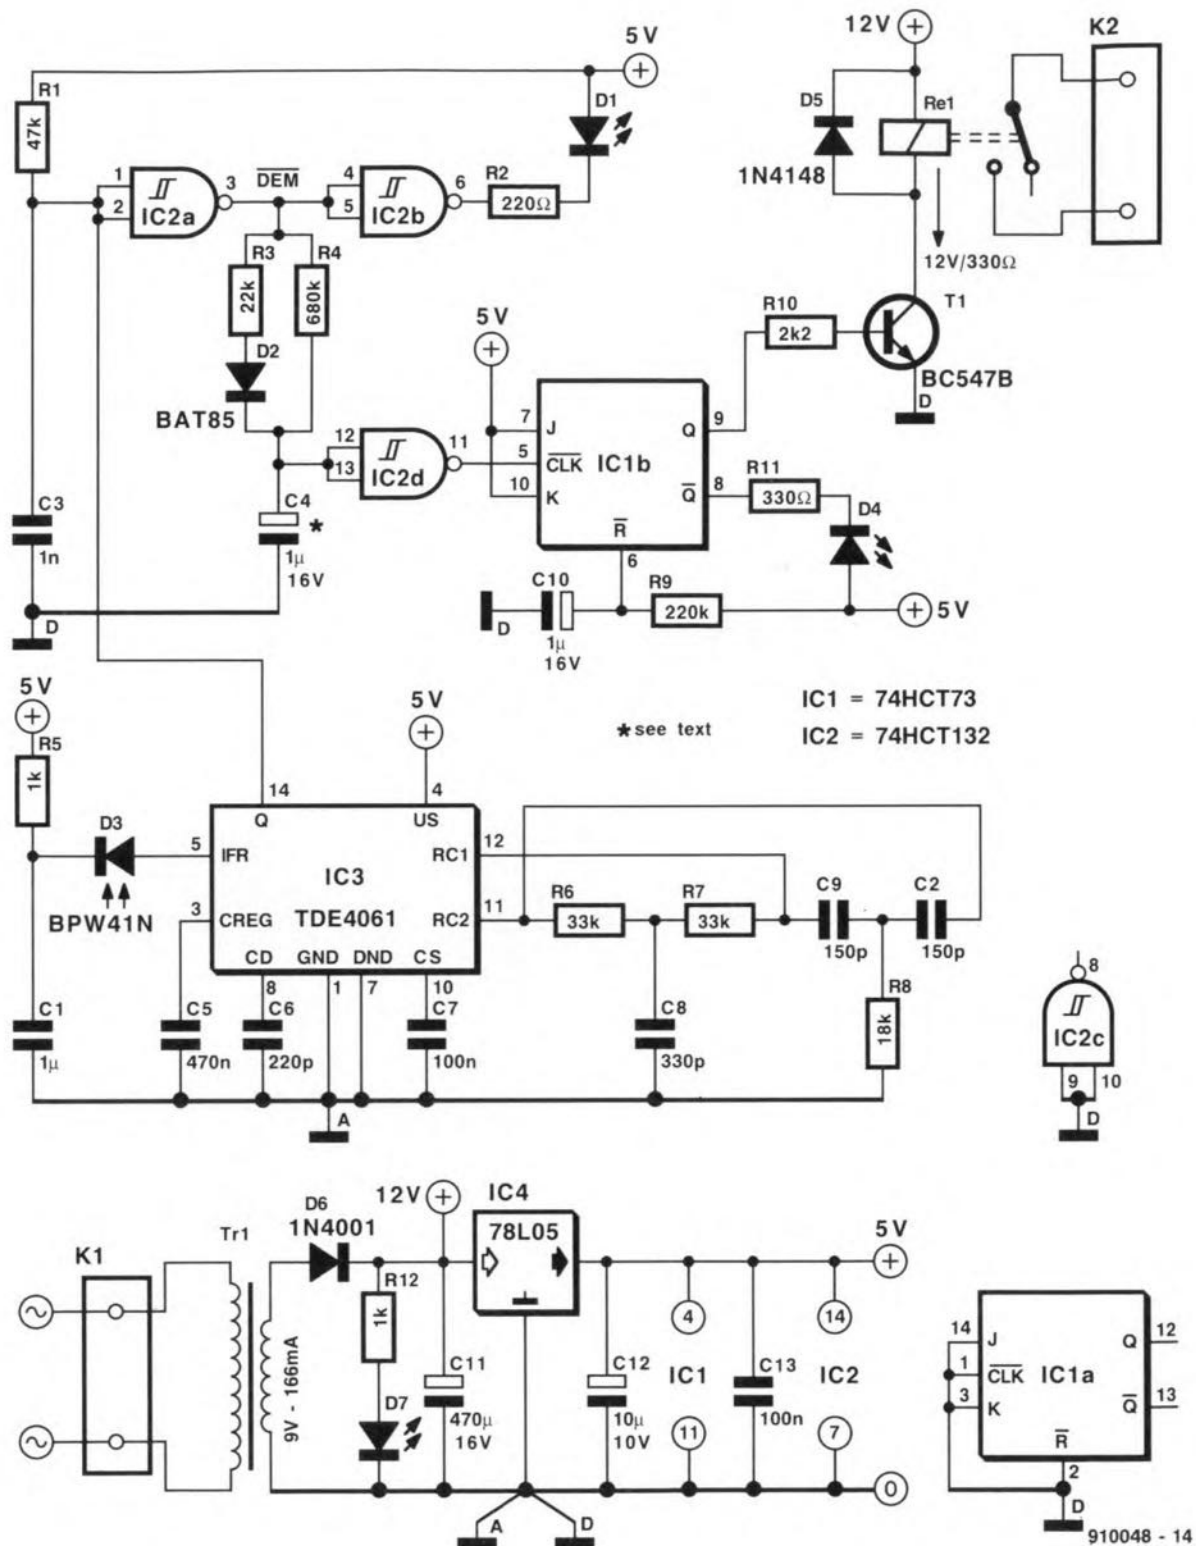 5V
12V
K2
R1
47k
D1
D5
1N4148
Re1
1
2
IC2a
3
DEM
4
5
IC2b
6
R2
220Ω
12V/330Ω
R3
22k
R4
680k
D2
BAT85
5V
R10
2k2
T1
BC547B
D
12
13
IC2d
11
7
J
5
CLK
10
K
IC1b
Q
9
Q
8
R
6
R11
330Ω
D4
C3
1n
C4
*
1μ
16V
D
D
C10
1μ
16V
R9
220k
5V
IC1 = 74HCT73
* see text
IC2 = 74HCT132
5V
R5
1k
5V
14
4
Q
US
D3
BPW41N
5
IFR
3
CREG
IC3
TDE4061
RC1
12
RC2
11
CD
GND
DND
CS
8
1
7
10
R6
33k
R7
33k
C9
150p
C2
150p
C1
1μ
C5
470n
C6
220p
C7
100n
C8
330p
R8
18k
A
8
IC2c
9
10
D
K1
Tr1
9V - 166mA
D6
1N4001
12V
IC4
78L05
5V
R12
1k
D7
C11
470μ
16V
C12
10μ
10V
4
IC1
11
C13
100n
14
IC2
7
0
A
D
14
J
1
CLK
3
K
IC1a
Q
12
Q
13
R
2
D
910048 - 14